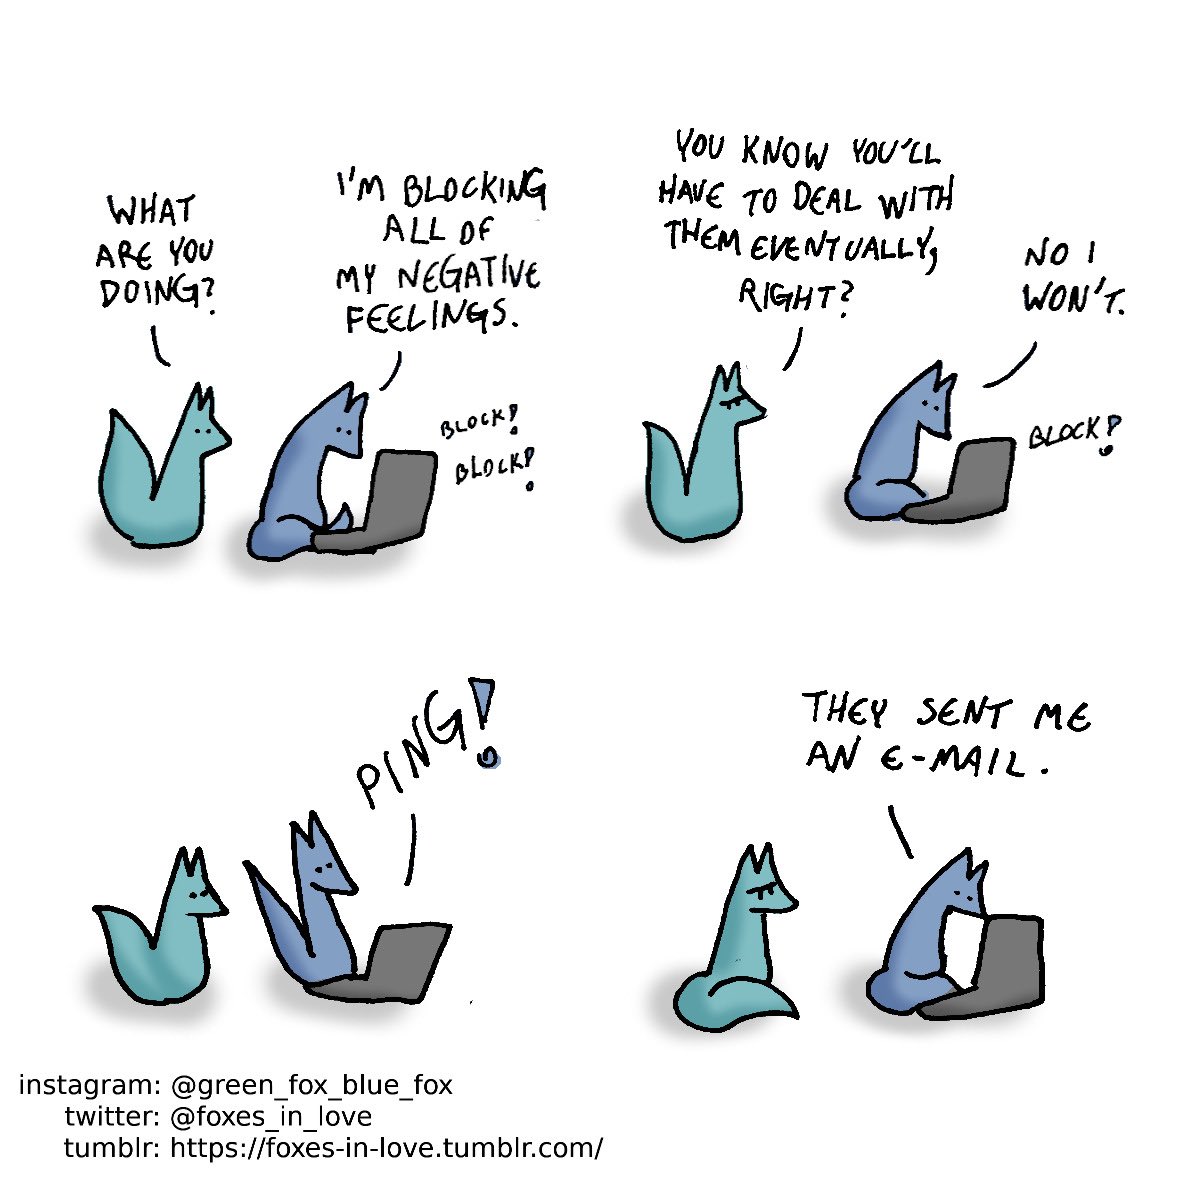 WHAT
ARE YOU
DOING?
I'M BLOCKING
ALL OF
MY NEGATIVE
FEELINGS.
BLOCK!
BLOCK!
YOU KNOW YOU'LL
HAVE TO DEAL WITH
THEM EVENTUALLY,
RIGHT?
NO I
WON'T.
BLOCK!
PING!
THEY SENT ME
AN E-MAIL.
instagram: @green_fox_blue_fox
twitter: @foxes_in_love
tumblr: https://foxes-in-love.tumblr.com/